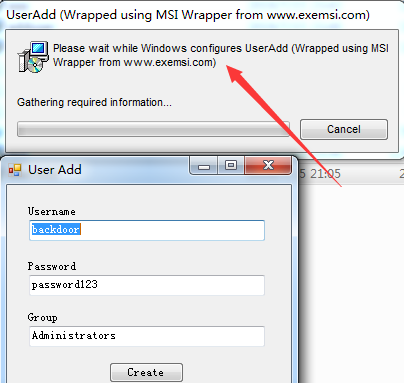 UserAdd (Wrapped using MSI Wrapper from www.exemsi.com)
Please wait while Windows configures UserAdd (Wrapped using MSI
Wrapper from www.exemsi.com)
Gathering required information...
Cancel
5 21:05
2
User Add
Username
backdoor
Password
password123
Group
Administrators
Create